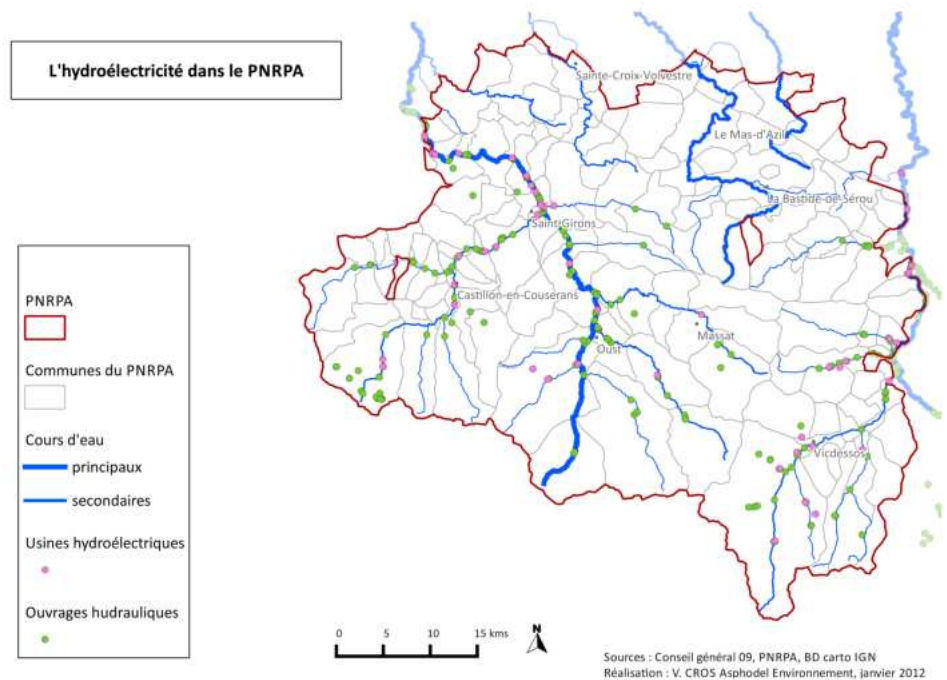 L'hydroélectricité dans le PNRPA
Sainte-Croix-Volvestre
Le Mas-d'Azil
La Bastide-de-Sérou
Saint-Girons
Castillon-en-Couserans
Massat
Oust
Vicdessos
PNRPA
Communes du PNRPA
Cours d'eau
principaux
secondaires
Usines hydroélectriques
Ouvrages hudrauliques
0 5 10 15 kms
N
Sources : Conseil général 09, PNRPA, BD carto IGN
Réalisation : V. CROS Asphodel Environnement, janvier 2012